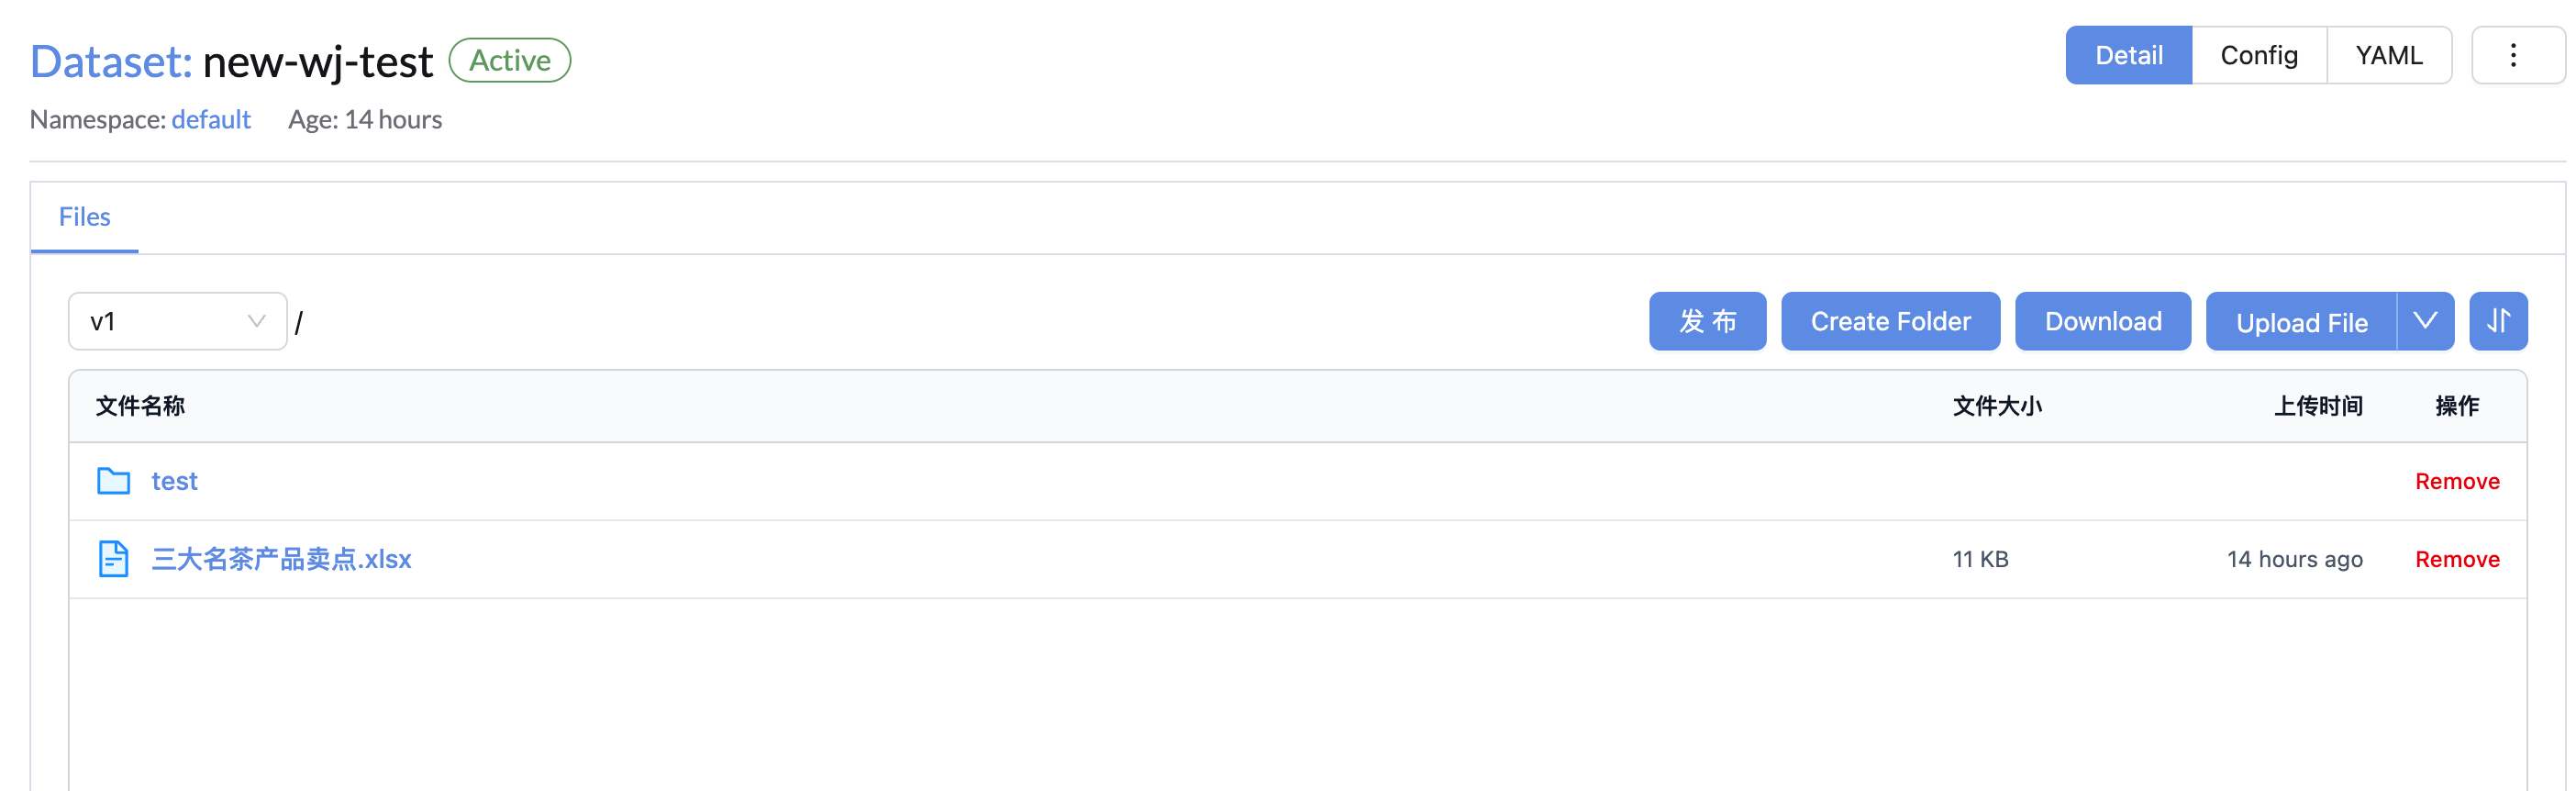 Dataset: new-wj-test Active
Detail Config YAML
Namespace: default Age: 14 hours
Files
v1 /
发布 Create Folder Download Upload File
文件名称 文件大小 上传时间 操作
test Remove
三大名茶产品卖点.xlsx 11 KB 14 hours ago Remove